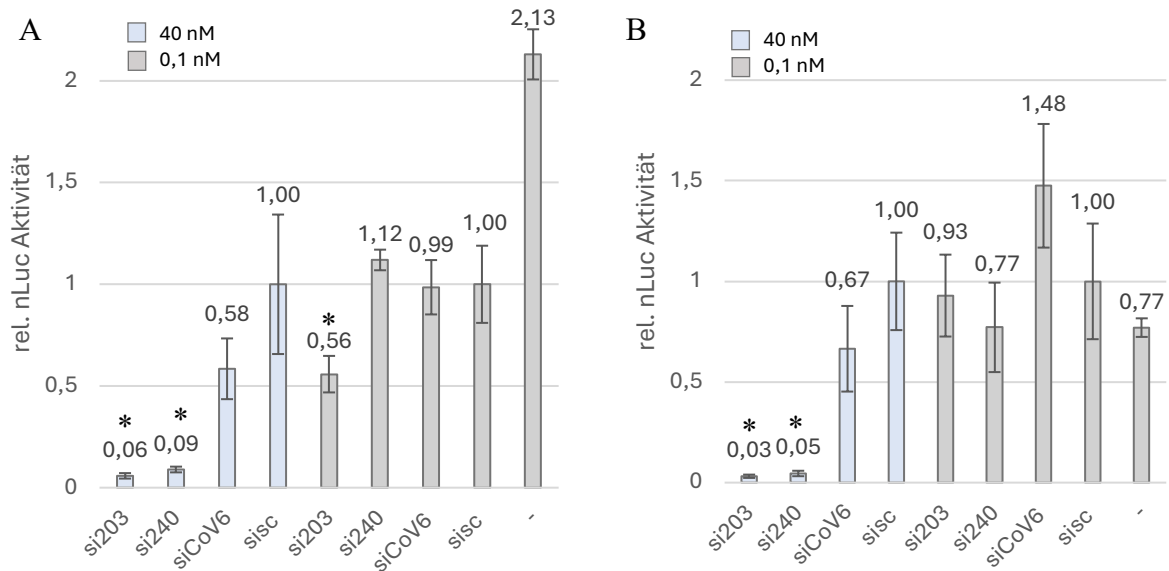 A
40 nM
0,1 nM
rel. nLuc Aktivität
2
1,5
1
0,5
0
*
0,06
*
0,09
0,58
1,00
*
0,56
1,12
0,99
1,00
2,13
si203
si240
siCoV6
sisc
si203
si240
siCoV6
sisc
-
B
40 nM
0,1 nM
rel. nLuc Aktivität
2
1,5
1
0,5
0
*
0,03
*
0,05
0,67
1,00
0,93
0,77
1,48
1,00
0,77
si203
si240
siCoV6
sisc
si203
si240
siCoV6
sisc
-